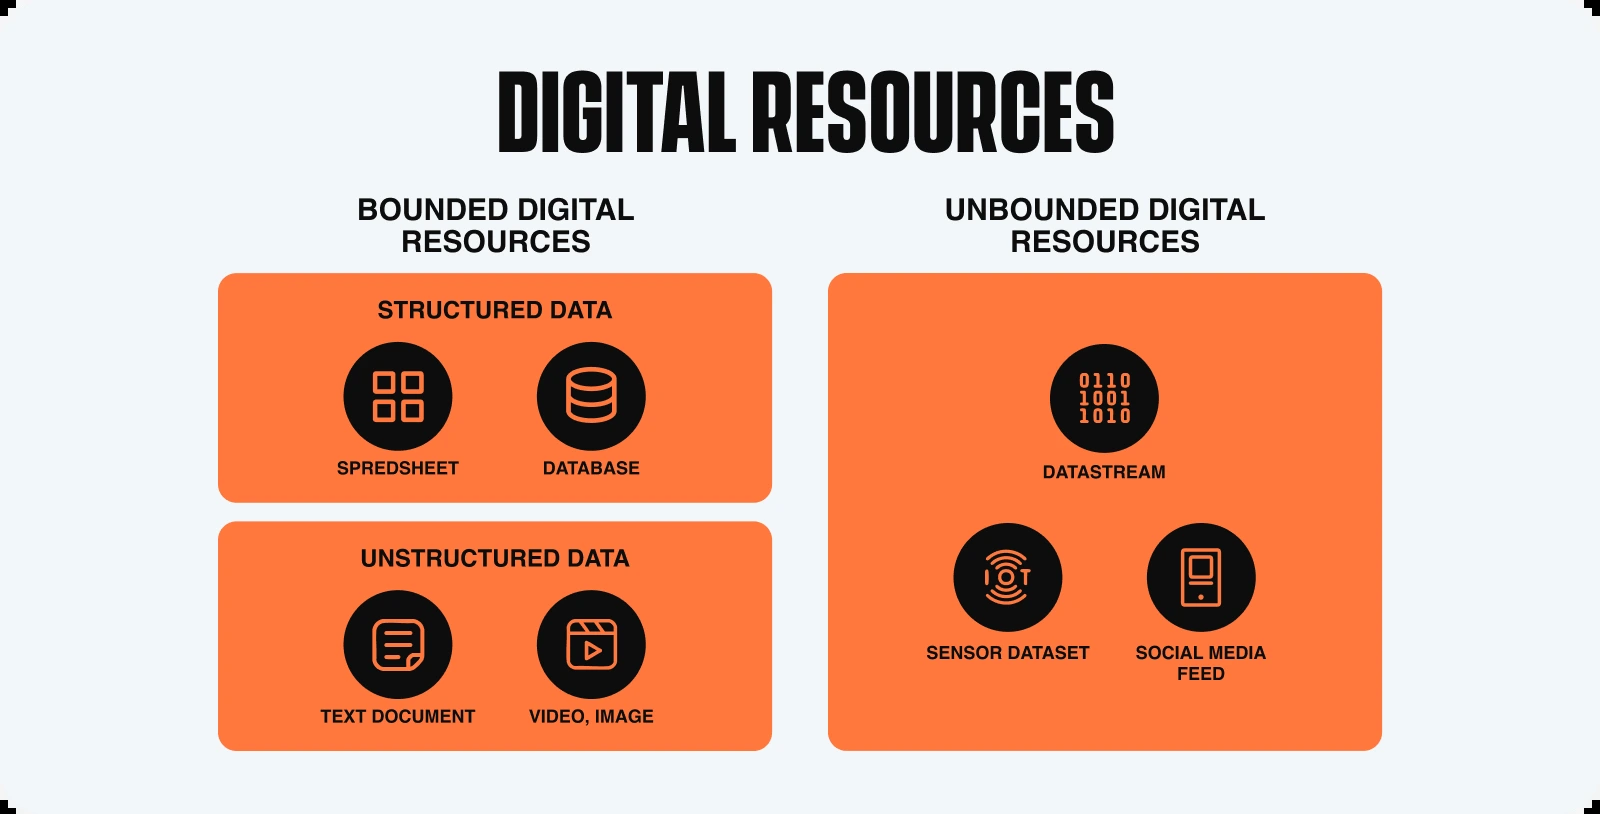 DIGITAL RESOURCES
BOUNDED DIGITAL
RESOURCES
STRUCTURED DATA
SPREDSHEET
DATABASE
UNSTRUCTURED DATA
TEXT DOCUMENT
VIDEO, IMAGE
UNBOUNDED DIGITAL
RESOURCES
0110
1001
1010
DATASTREAM
IOT
SENSOR DATASET
SOCIAL MEDIA
FEED